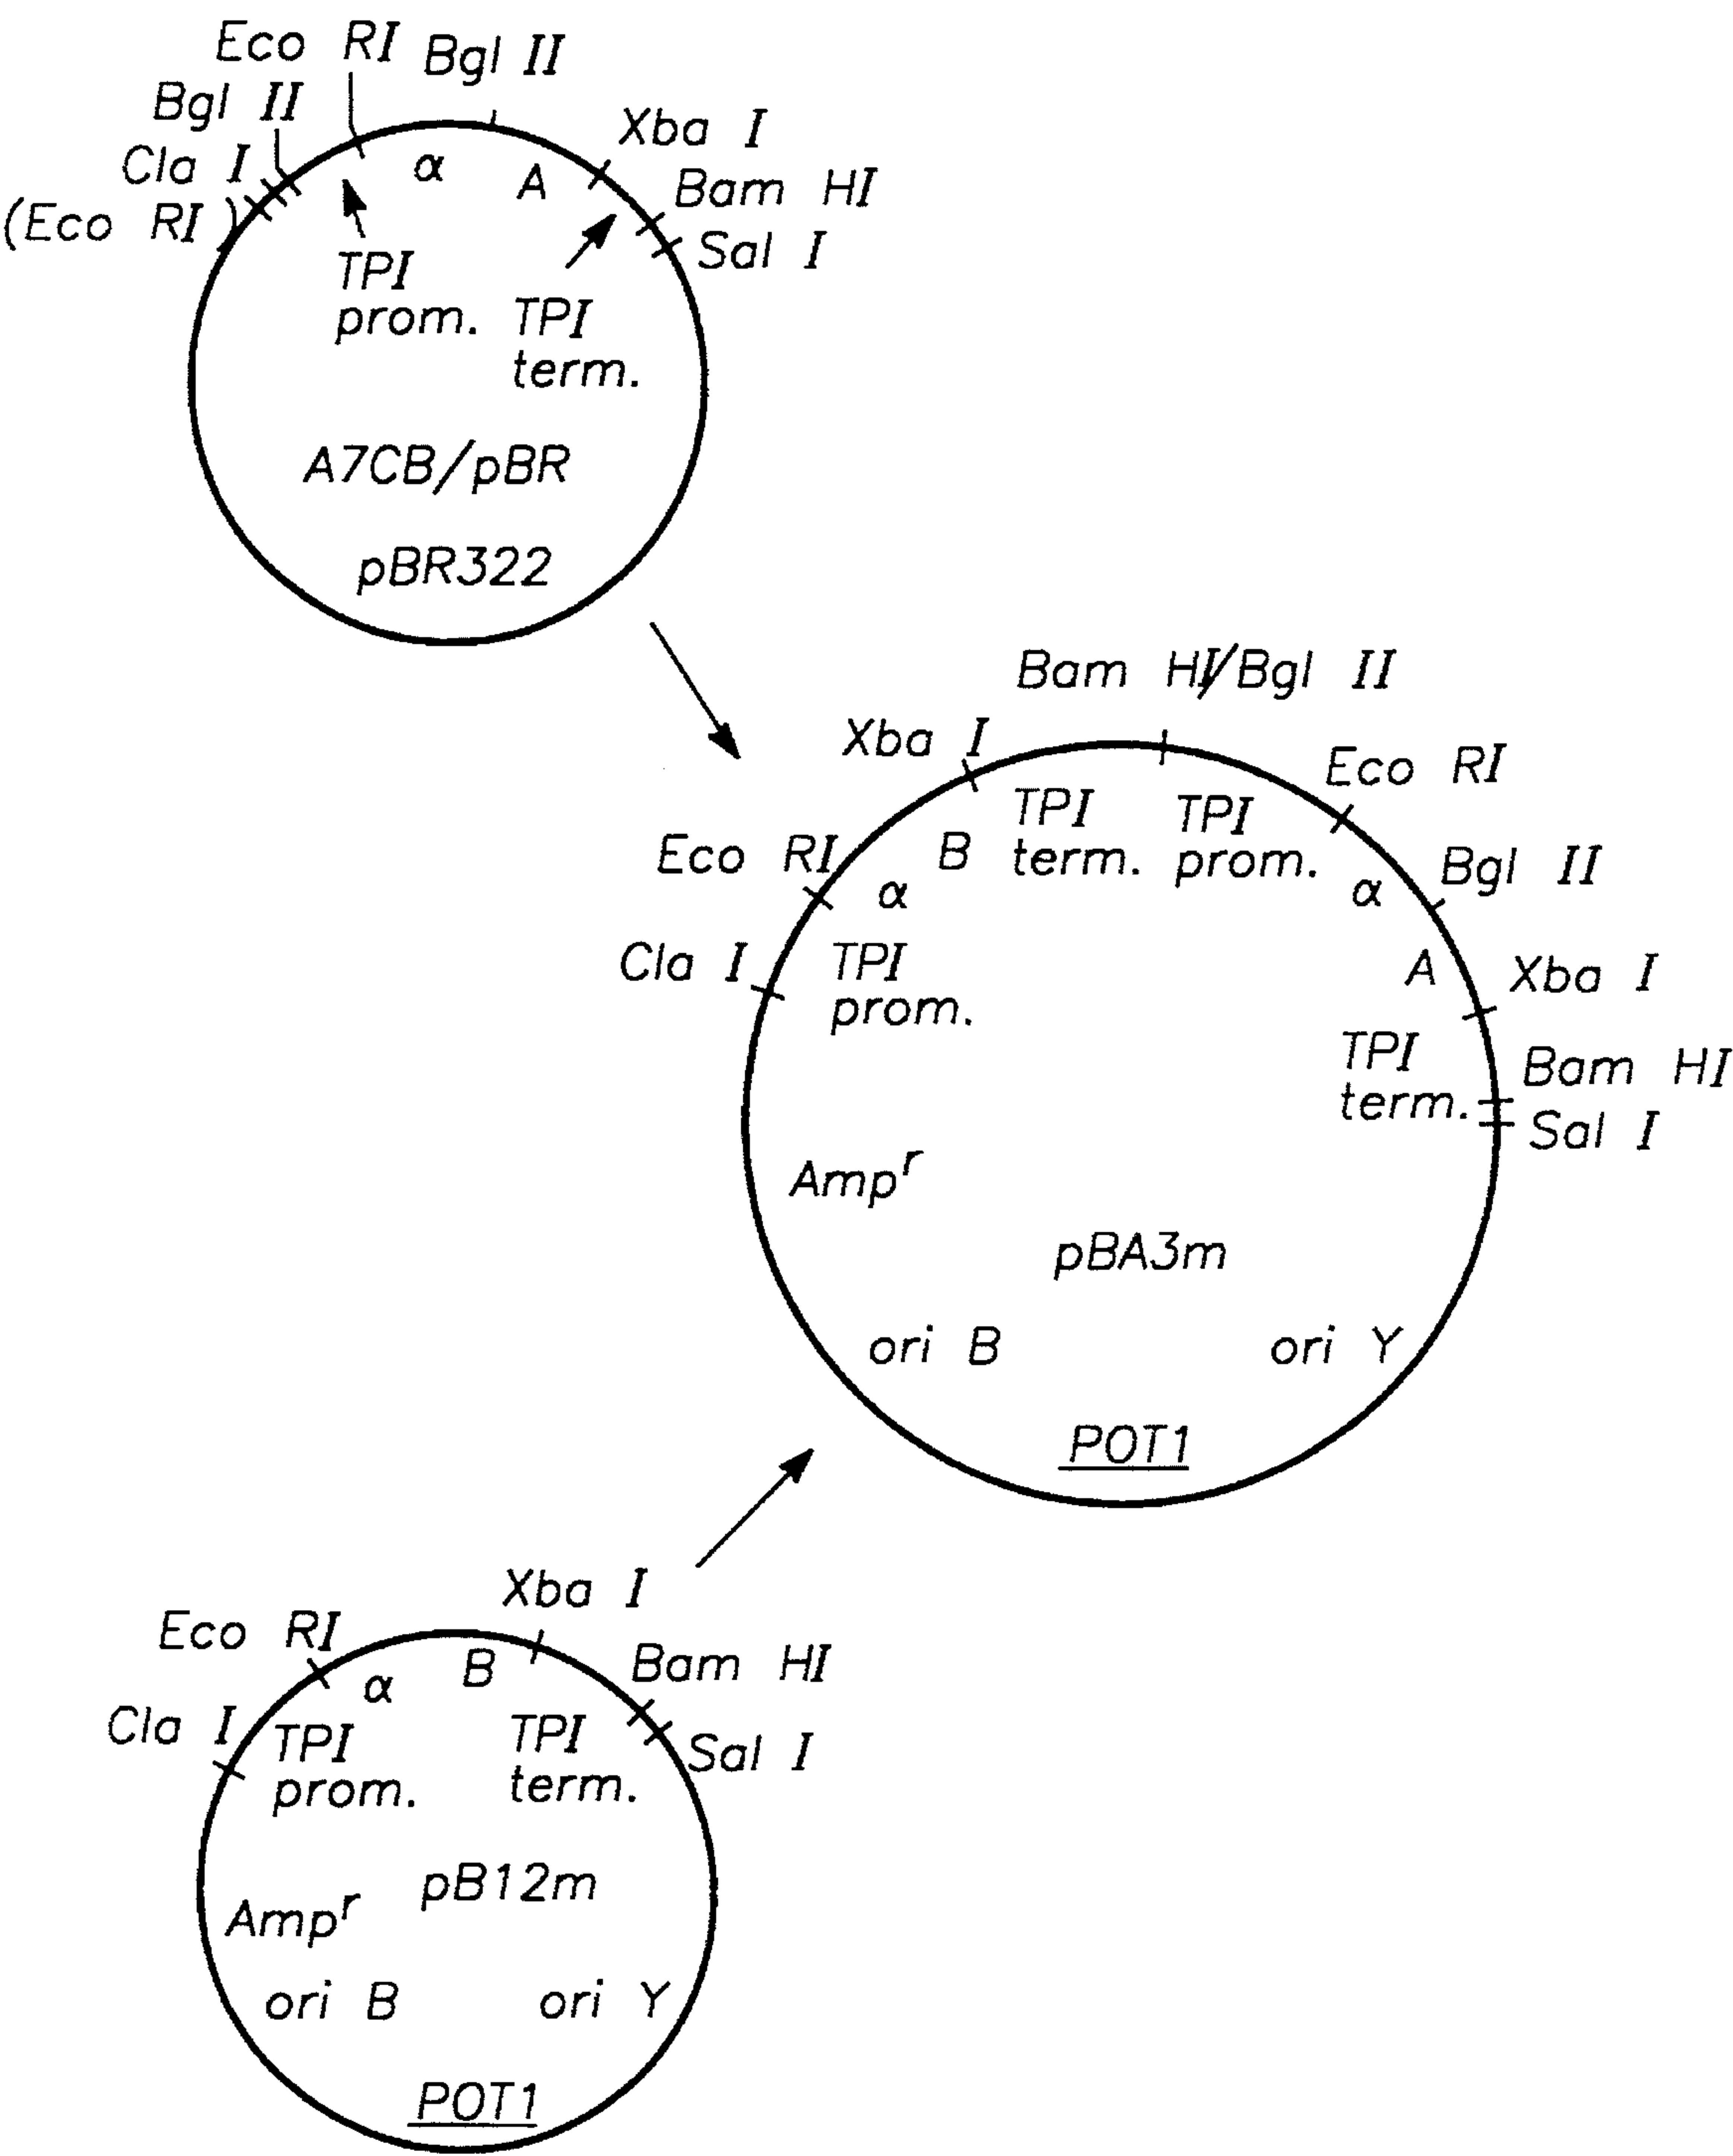 Eco RI
Bgl II
Bgl II
Xba I
Cla I
Bam HI
(Eco RI)
Sal I
α
A
TPI
prom.
TPI
term.
A7CB/pBR
pBR322
Bam HI/Bgl II
Xba I
Eco RI
TPI
term.
TPI
prom.
Eco RI
B
Bgl II
α
α
Cla I
TPI
prom.
A
Xba I
TPI
term.
Bam HI
Sal I
Ampr
pBA3m
ori B
ori Y
POT1
Xba I
Eco RI
Bam HI
α
B
Cla I
TPI
prom.
TPI
term.
Sal I
pB12m
Ampr
ori B
ori Y
POT1